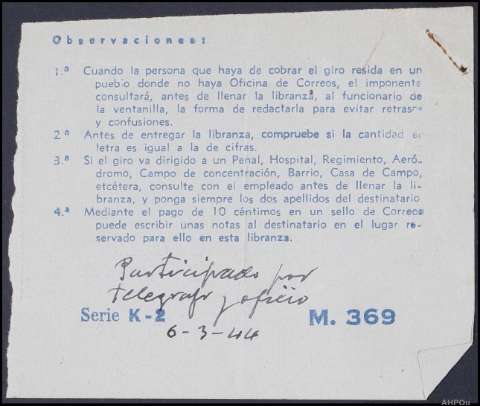 Observaciones:
1.ª Cuando la persona que haya de cobrar el giro resida en un
pueblo donde no haya Oficina de Correos, el imponente
consultará, antes de llenar la libranza, al funcionario de
la ventanilla, la forma de redactarla para evitar retrasos
y confusiones.
2.ª Antes de entregar la libranza, compruebe si la cantidad en
letra es igual a la de cifras.
3.ª Si el giro va dirigido a un Penal, Hospital, Regimiento, Aeró-
dromo, Campo de concentración, Barrio, Casa de Campo,
etcétera, consulte con el empleado antes de llenar la li-
branza, y ponga siempre los dos apellidos del destinatario
4.ª Mediante el pago de 10 céntimos en un sello de Correos
puede escribir unas notas al destinatario en el lugar re-
servado para ello en esta libranza.
Participado por
telegrafo y oficio
Serie K-2 M. 369
6-3-44
AHPOu